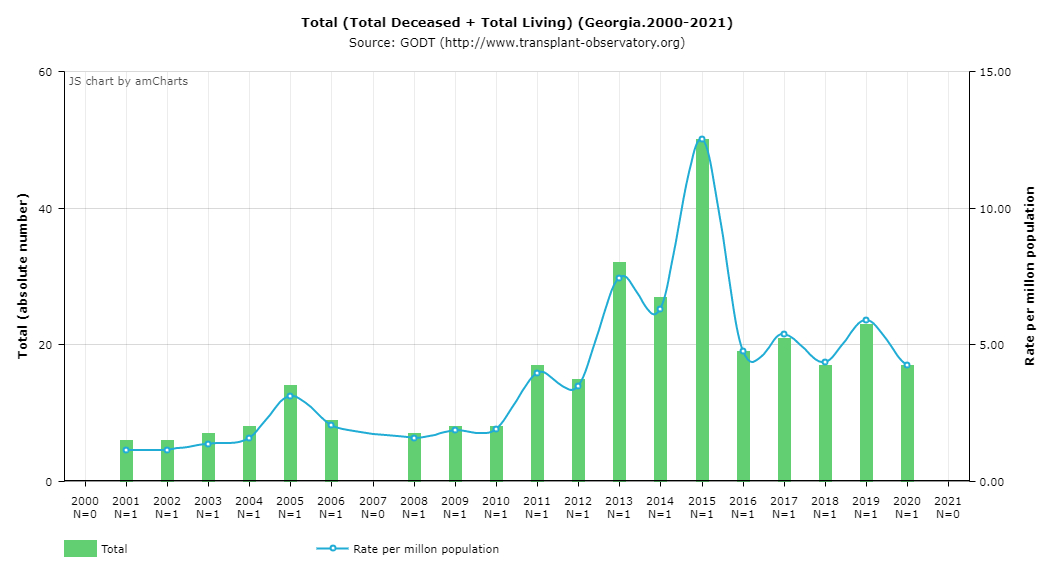 Total (Total Deceased + Total Living) (Georgia.2000-2021)
Source: GODT (http://www.transplant-observatory.org)
JS chart by amCharts
60
40
20
0
Total (absolute number)
15.00
10.00
5.00
0.00
Rate per millon population
2000 2001 2002 2003 2004 2005 2006 2007 2008 2009 2010 2011 2012 2013 2014 2015 2016 2017 2018 2019 2020 2021
N=0 N=1 N=1 N=1 N=1 N=1 N=1 N=0 N=1 N=1 N=1 N=1 N=1 N=1 N=1 N=1 N=1 N=1 N=1 N=1 N=1 N=0
Total Rate per millon population